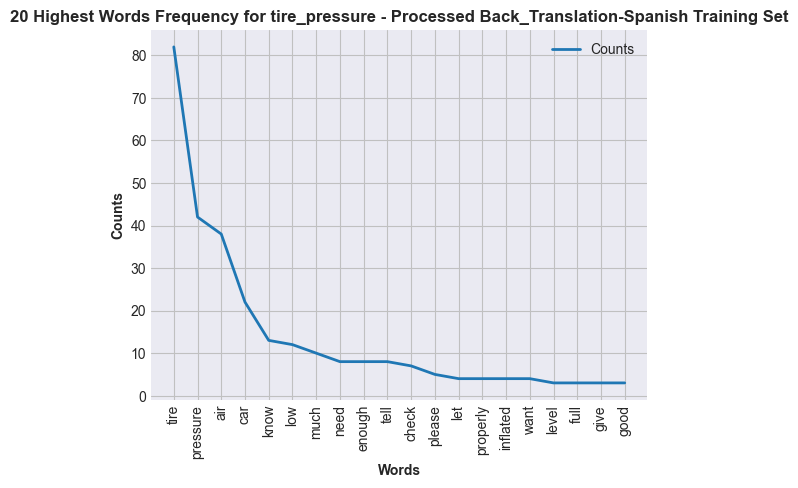 20 Highest Words Frequency for tire_pressure - Processed Back_Translation-Spanish Training Set
Counts
80
70
60
50
40
30
20
10
0
Counts
tire
pressure
air
car
know
low
much
need
enough
tell
check
please
let
properly
inflated
want
level
full
give
good
Words